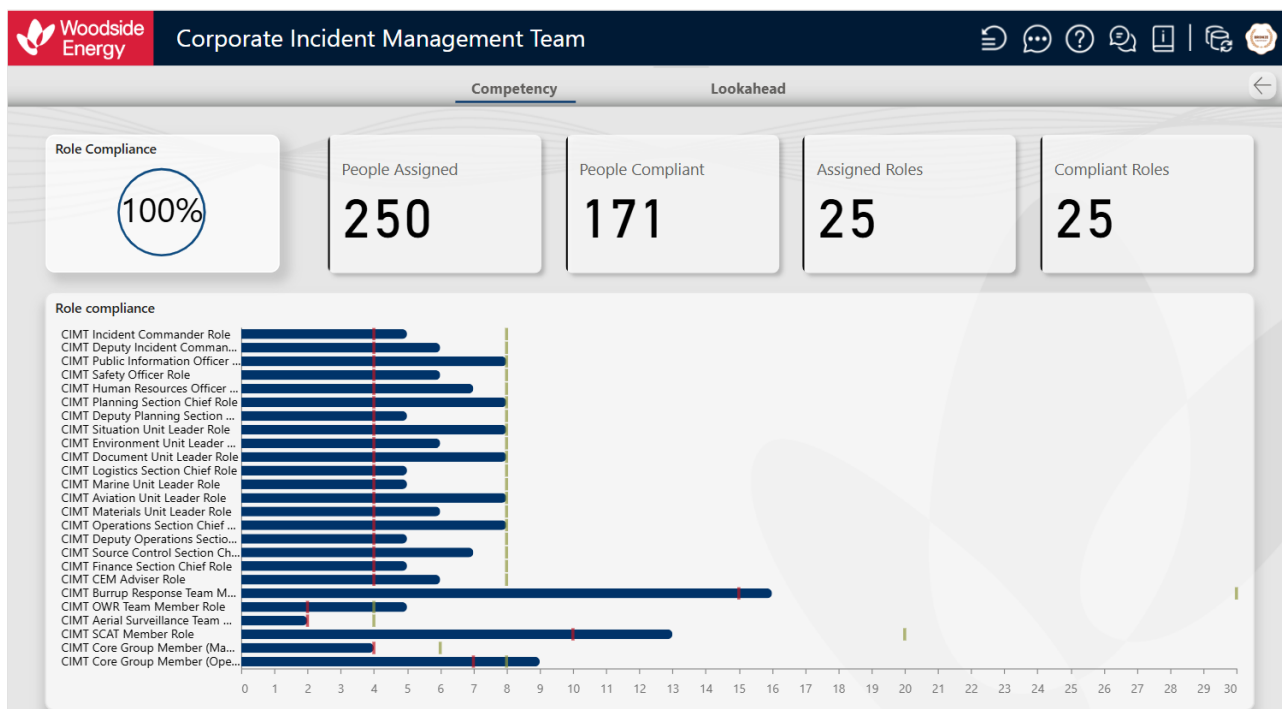 Woodside
Energy
Corporate Incident Management Team
Competency
Lookahead
Role Compliance
100%
People Assigned
250
People Compliant
171
Assigned Roles
25
Compliant Roles
25
Role compliance
CIMT Incident Commander Role
CIMT Deputy Incident Comman...
CIMT Public Information Officer ...
CIMT Safety Officer Role
CIMT Human Resources Officer ...
CIMT Planning Section Chief Role
CIMT Deputy Planning Section ...
CIMT Situation Unit Leader Role
CIMT Environment Unit Leader ...
CIMT Document Unit Leader Role
CIMT Logistics Section Chief Role
CIMT Marine Unit Leader Role
CIMT Aviation Unit Leader Role
CIMT Materials Unit Leader Role
CIMT Operations Section Chief ...
CIMT Deputy Operations Sectio...
CIMT Source Control Section Ch...
CIMT Finance Section Chief Role
CIMT CEM Adviser Role
CIMT Burrup Response Team M...
CIMT OWR Team Member Role
CIMT Aerial Surveillance Team ...
CIMT SCAT Member Role
CIMT Core Group Member (Ma...
CIMT Core Group Member (Ope...
0 1 2 3 4 5 6 7 8 9 10 11 12 13 14 15 16 17 18 19 20 21 22 23 24 25 26 27 28 29 30